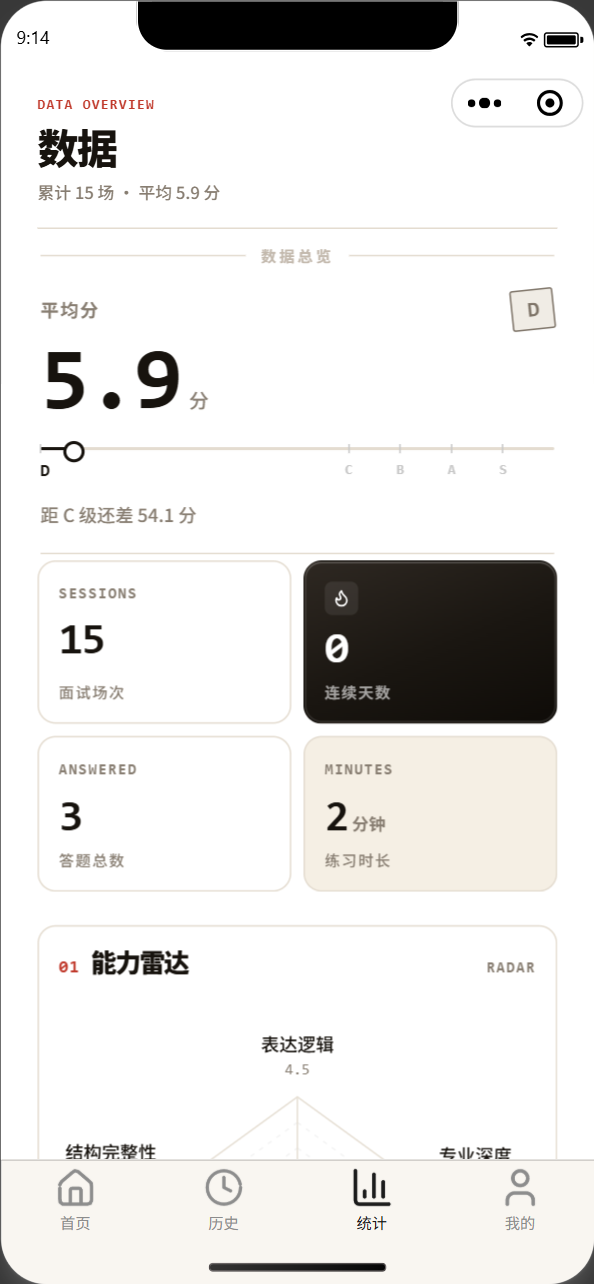 9:14
DATA OVERVIEW
数据
累计 15 场 · 平均 5.9 分
数据总览
平均分
D
5.9 分
D C B A S
距 C 级还差 54.1 分
SESSIONS
15
面试场次
0
连续天数
ANSWERED
3
答题总数
MINUTES
2 分钟
练习时长
01 能力雷达
RADAR
表达逻辑
4.5
结构完整性
专业深度
首页
历史
统计
我的